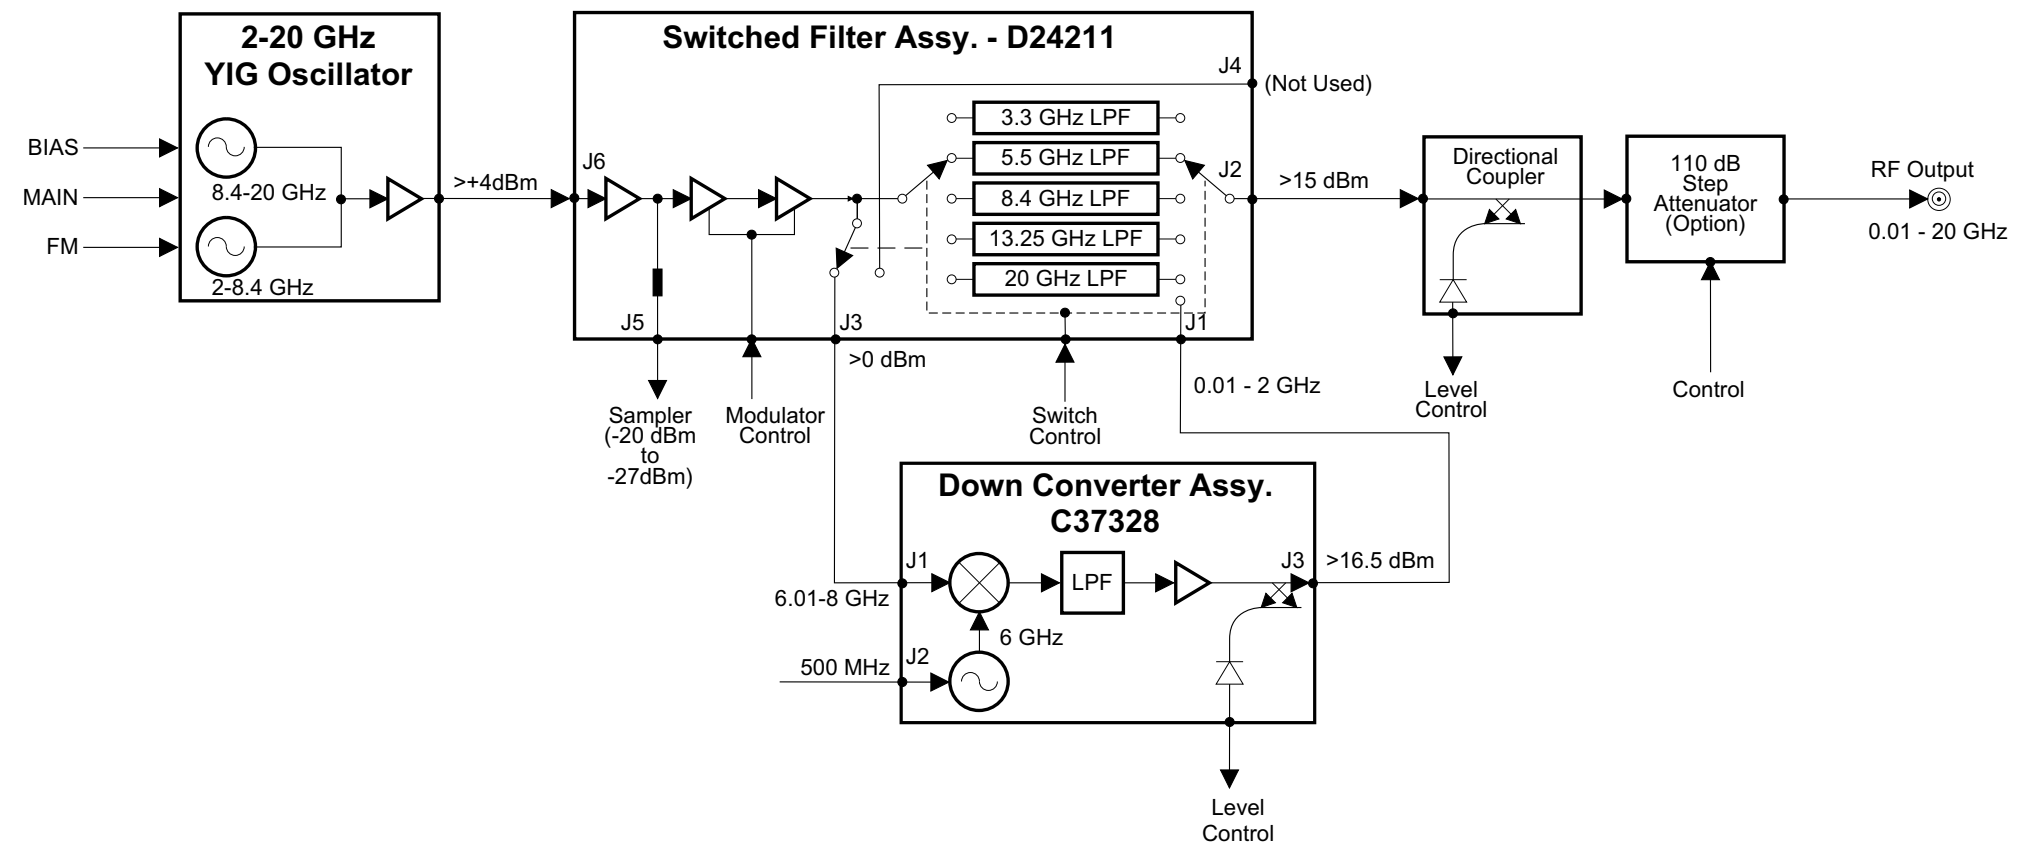 2-20 GHz
YIG Oscillator
BIAS
MAIN
FM
8.4-20 GHz
2-8.4 GHz
>+4dBm
Switched Filter Assy. - D24211
J6
J5
J3
J4
(Not Used)
3.3 GHz LPF
5.5 GHz LPF
8.4 GHz LPF
13.25 GHz LPF
20 GHz LPF
J2
J1
>15 dBm
Directional
Coupler
110 dB
Step
Attenuator
(Option)
RF Output
0.01 - 20 GHz
>0 dBm
0.01 - 2 GHz
Sampler
(-20 dBm
to
-27dBm)
Modulator
Control
Switch
Control
Level
Control
Control
Down Converter Assy.
C37328
J1
6.01-8 GHz
LPF
J3
>16.5 dBm
6 GHz
500 MHz
J2
Level
Control